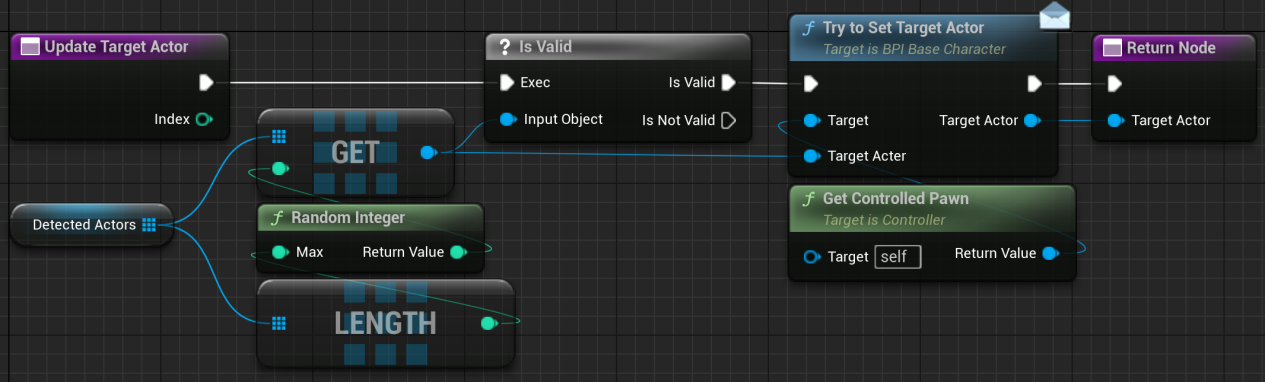 Update Target Actor
Index
Detected Actors
GET
Random Integer
Max
Return Value
LENGTH
? Is Valid
Exec
Is Valid
Input Object
Is Not Valid
f Try to Set Target Actor
Target is BPI Base Character
Target
Target Actor
Target Acter
f Get Controlled Pawn
Target is Controller
Target
self
Return Value
Return Node
Target Actor